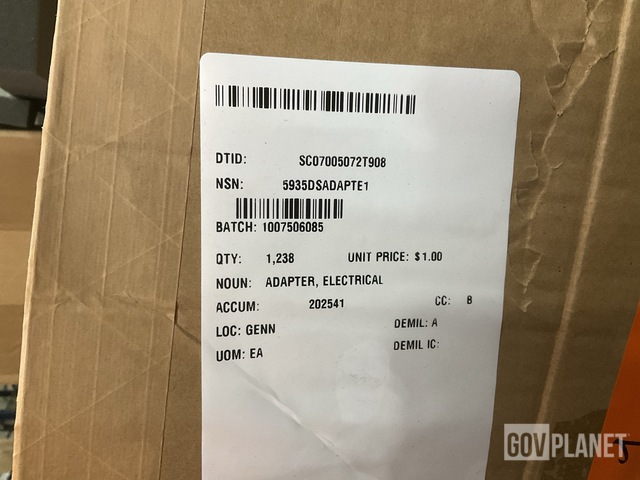 DTID: SC07005072T908
NSN: 5935DSADAPTE1
BATCH: 1007506085
QTY: 1,238 UNIT PRICE: $1.00
NOUN: ADAPTER, ELECTRICAL
ACCUM: 202541 CC: B
LOC: GENN DEMIL: A
UOM: EA DEMIL IC:
GOVPLANET